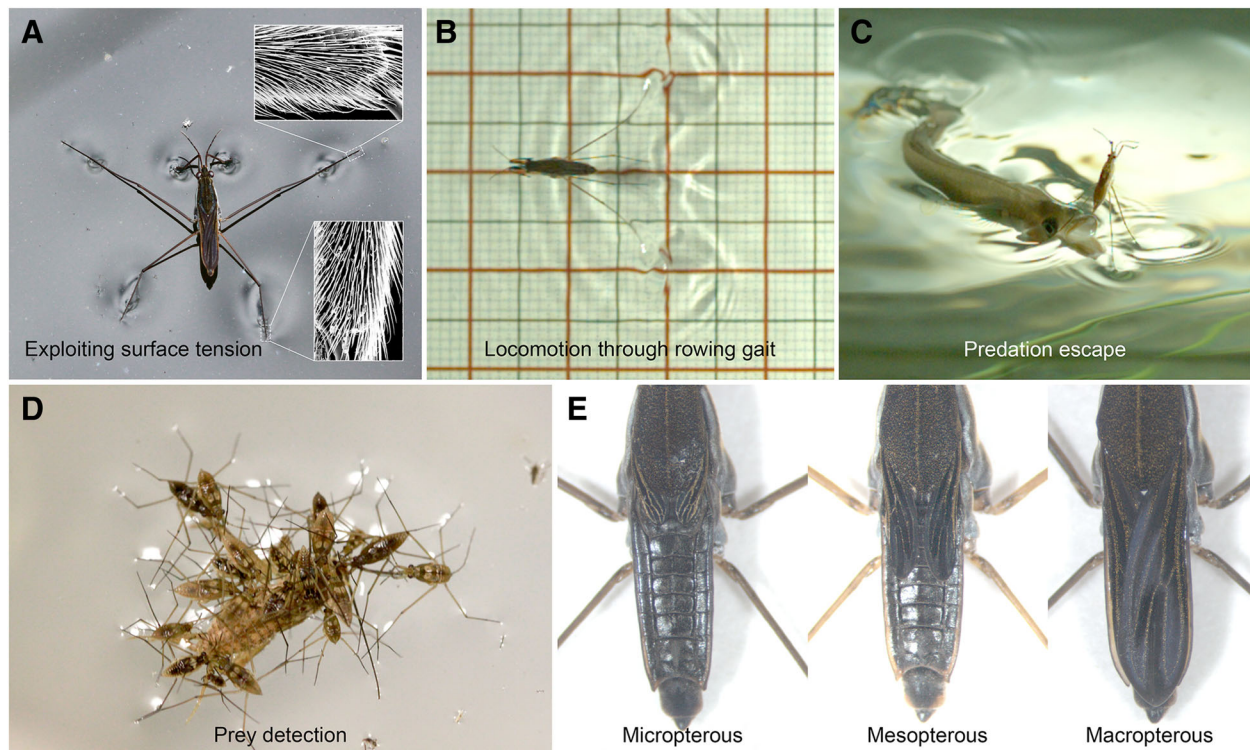 A
B
C
Exploiting surface tension
Locomotion through rowing gait
Predation escape
D
E
Prey detection
Micropterous
Mesopterous
Macropterous